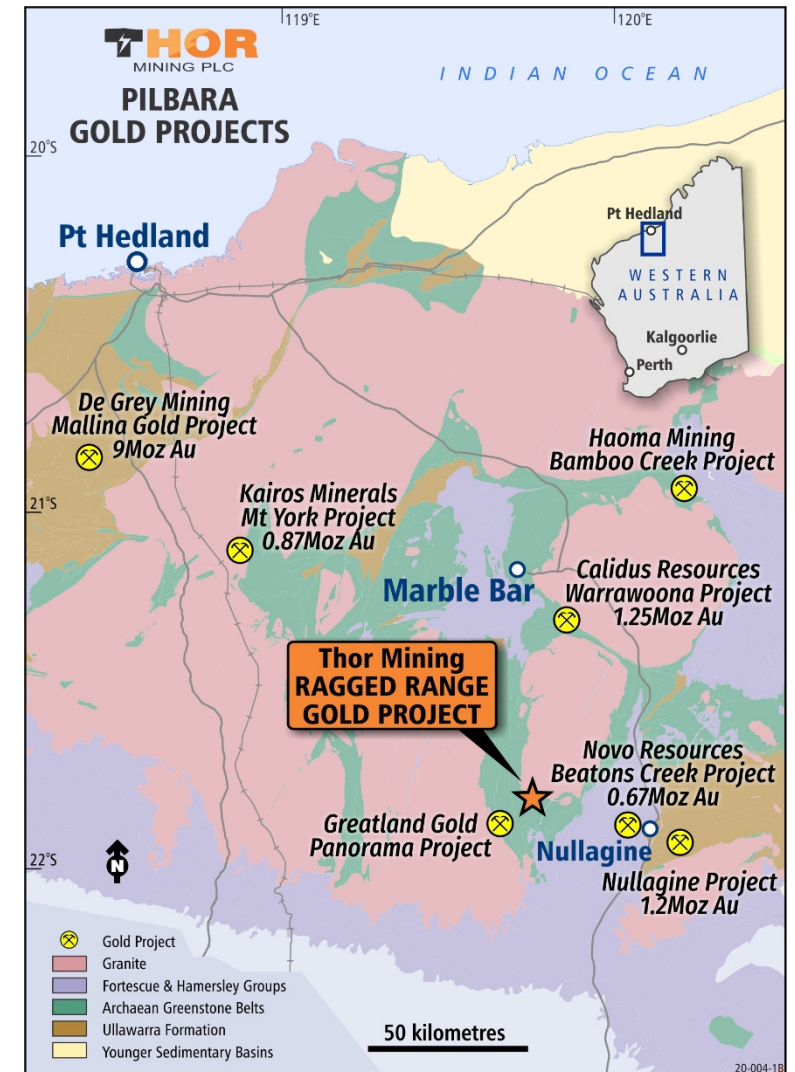 119°E
120°E
THOR
MINING PLC
PILBARA
GOLD PROJECTS
INDIAN OCEAN
20°S
Pt Hedland
Pt Hedland
WESTERN
AUSTRALIA
Kalgoorlie
Perth
De Grey Mining
Mallina Gold Project
9Moz Au
Haoma Mining
Bamboo Creek Project
21°S
Kairos Minerals
Mt York Project
0.87Moz Au
Marble Bar
Calidus Resources
Warrawoona Project
1.25Moz Au
Thor Mining
RAGGED RANGE
GOLD PROJECT
Novo Resources
Beatons Creek Project
0.67Moz Au
Greatland Gold
Panorama Project
Nullagine
Nullagine Project
1.2Moz Au
22°S
N
Gold Project
Granite
Fortescue & Hamersley Groups
Archaean Greenstone Belts
Ullawarra Formation
Younger Sedimentary Basins
50 kilometres
20-004-1B